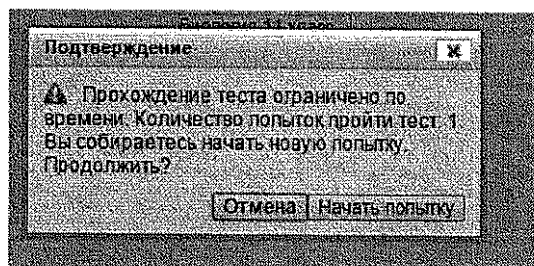 Подтверждение
Прохождение теста ограничено по
времени. Количество попыток пройти тест: 1
Вы собираетесь начать новую попытку.
Продолжить?
Отмена Начать попытку